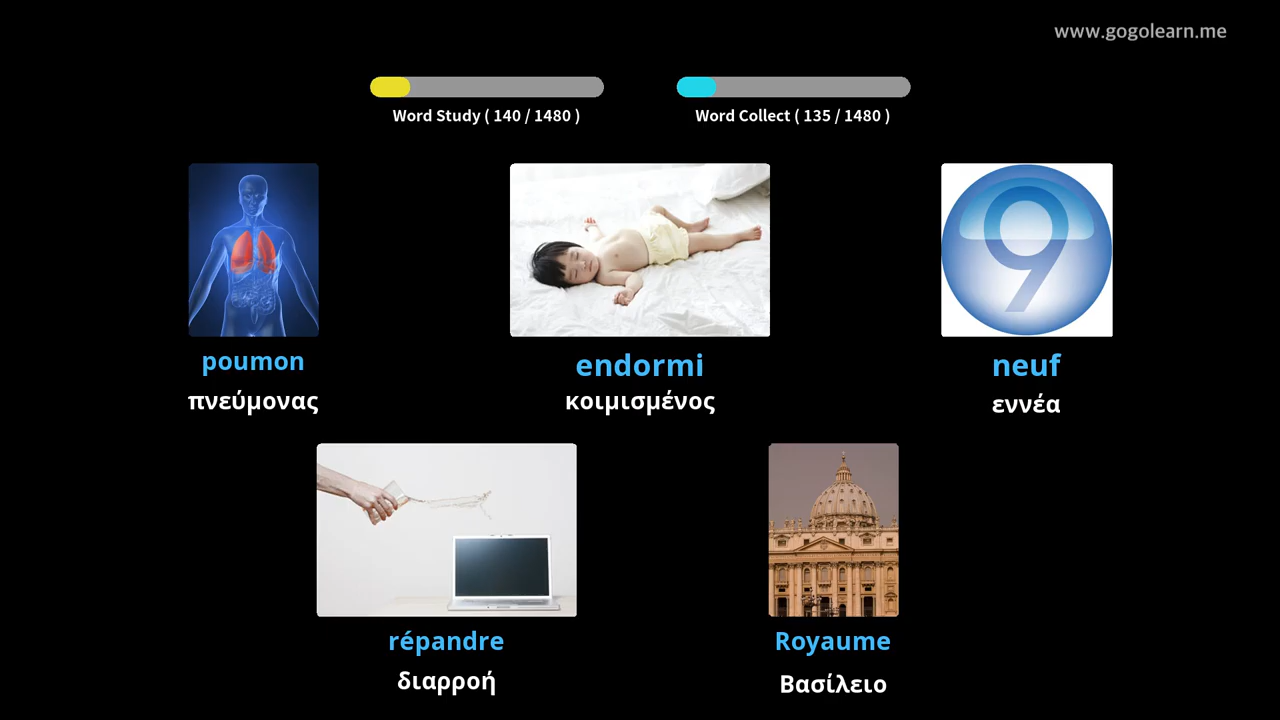 www.gogolearn.me
Word Study ( 140 / 1480 )
Word Collect ( 135 / 1480 )
9
poumon
πνεύμονας
endormi
κοιμισμένος
neuf
εννέα
répandre
διαρροή
Royaume
Βασίλειο